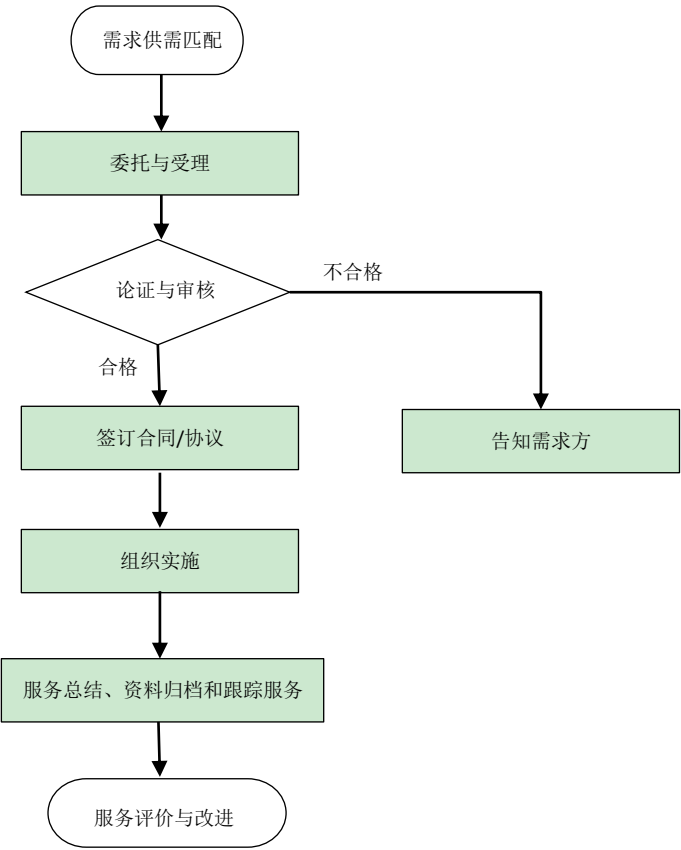 需求供需匹配
委托与受理
论证与审核
不合格
合格
签订合同/协议
告知需求方
组织实施
服务总结、资料归档和跟踪服务
服务评价与改进